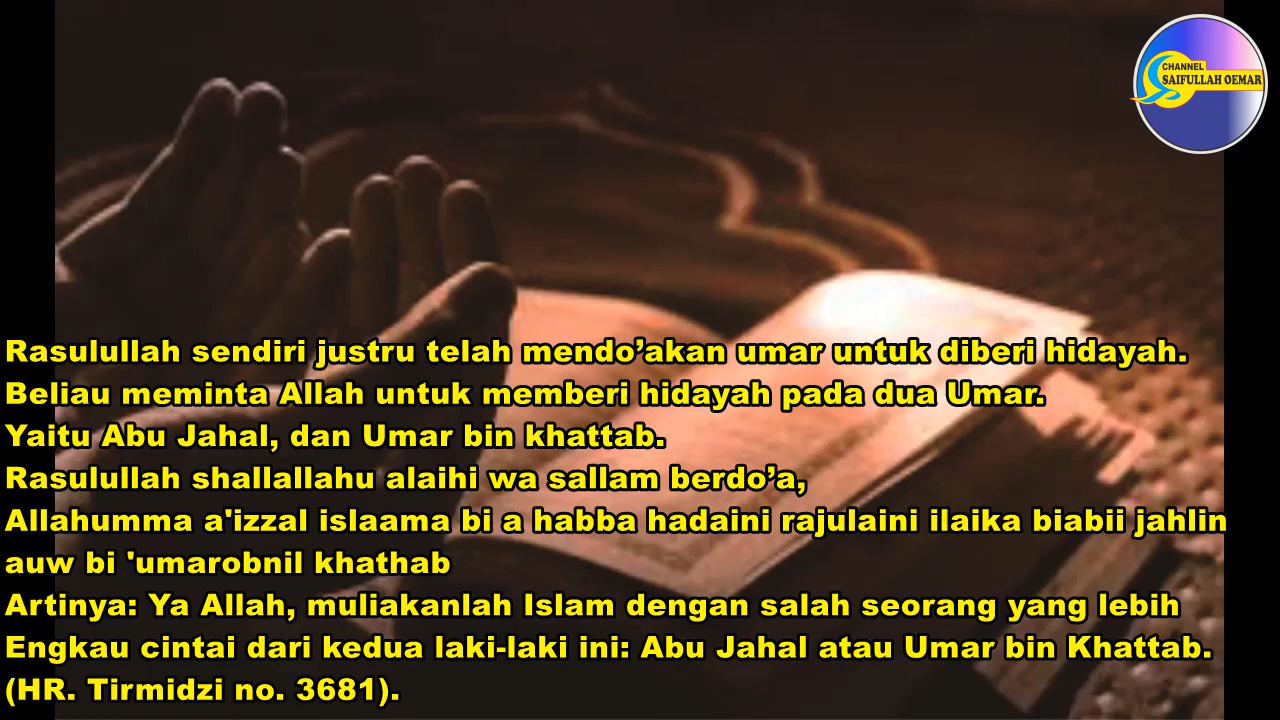 CHANNEL
SAIFULLAH OEMAR
Rasulullah sendiri justru telah mendo’akan umar untuk diberi hidayah.
Beliau meminta Allah untuk memberi hidayah pada dua Umar.
Yaitu Abu Jahal, dan Umar bin khattab.
Rasulullah shallallahu alaihi wa sallam berdo’a,
Allahumma a'izzal islaama bi a habba hadaini rajulaini ilaika biabii jahlin
auw bi 'umarobnil khathab
Artinya: Ya Allah, muliakanlah Islam dengan salah seorang yang lebih
Engkau cintai dari kedua laki-laki ini: Abu Jahal atau Umar bin Khattab.
(HR. Tirmidzi no. 3681).